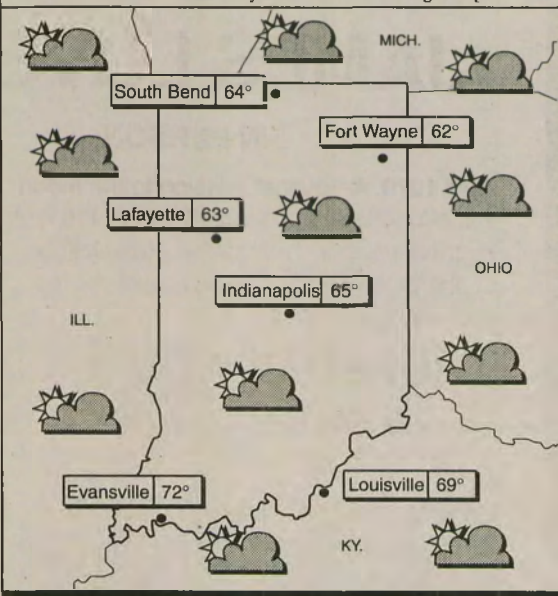 MICH.
South Bend 64°
Fort Wayne 62°
Lafayette 63°
OHIO
Indianapolis 65°
ILL.
Evansville 72°
Louisville 69°
KY.